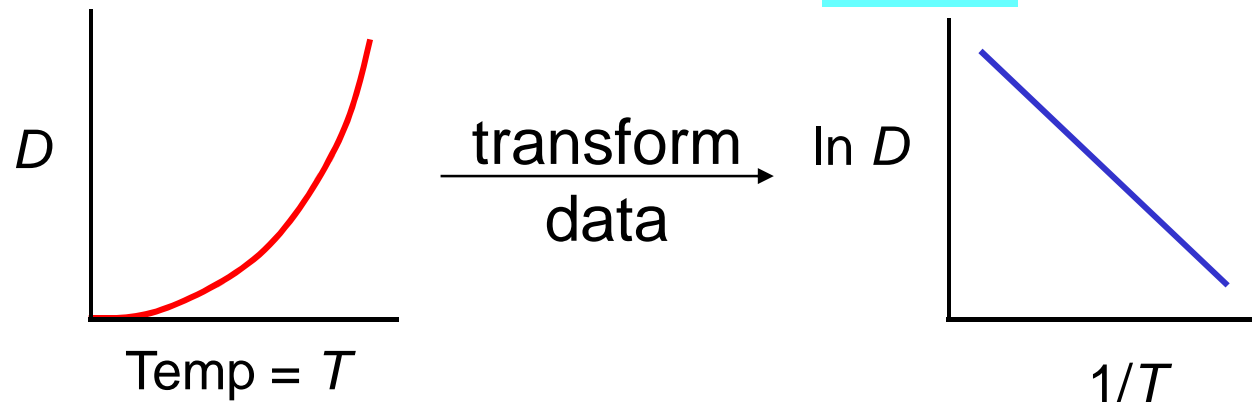 D
Temp = T
transform
data
ln D
1/T